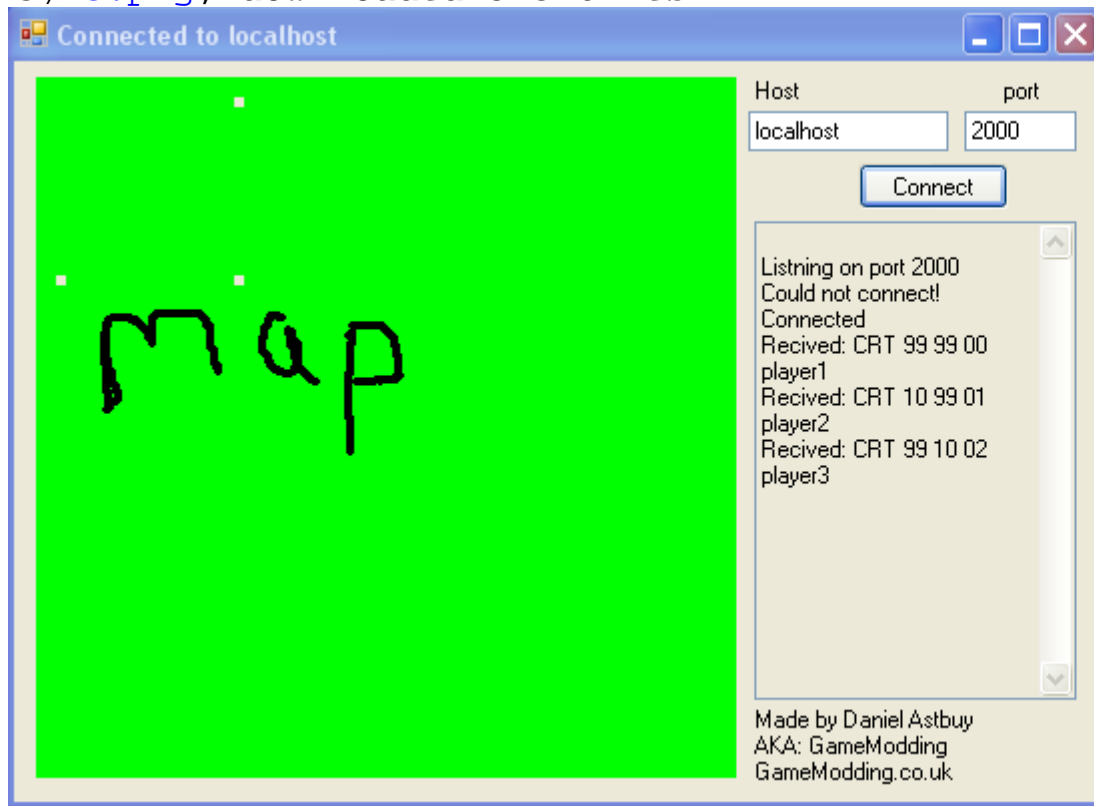 Connected to localhost
map
Host port
localhost 2000
Connect
Listning on port 2000
Could not connect!
Connected
Recived: CRT 99 99 00
player1
Recived: CRT 10 99 01
player2
Recived: CRT 99 10 02
player3
Made by Daniel Astbuy
AKA: GameModding
GameModding.co.uk